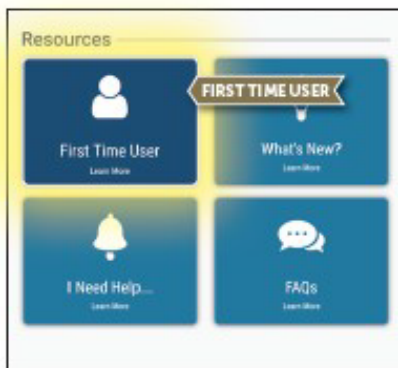 Resources
FIRST TIME USER
First Time User
Learn More
What's New?
Learn More
I Need Help...
Learn More
FAQs
Learn More